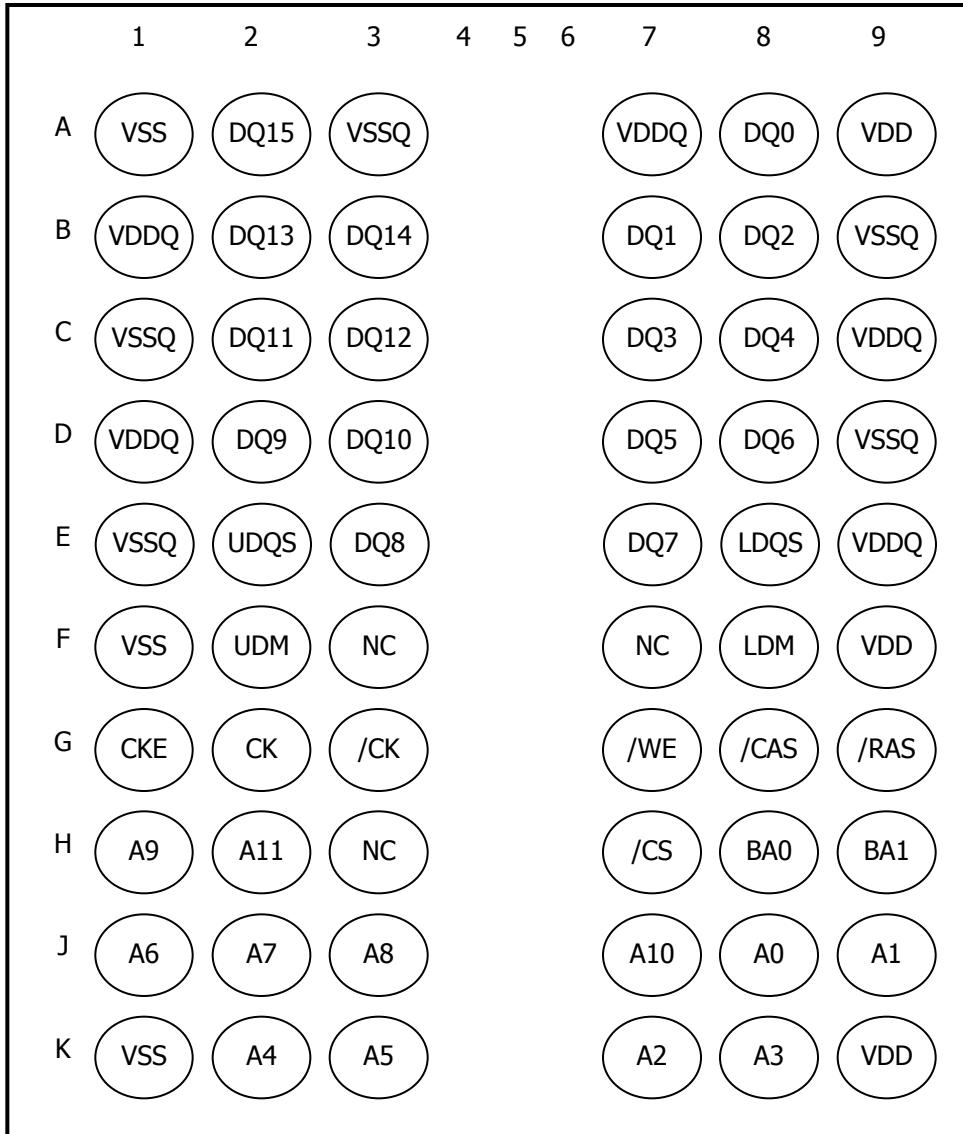 1 2 3 4 5 6 7 8 9
A VSS DQ15 VSSQ VDDQ DQ0 VDD
B VDDQ DQ13 DQ14 DQ1 DQ2 VSSQ
C VSSQ DQ11 DQ12 DQ3 DQ4 VDDQ
D VDDQ DQ9 DQ10 DQ5 DQ6 VSSQ
E VSSQ UDQS DQ8 DQ7 LDQS VDDQ
F VSS UDM NC NC LDM VDD
G CKE CK /CK /WE /CAS /RAS
H A9 A11 NC /CS BA0 BA1
J A6 A7 A8 A10 A0 A1
K VSS A4 A5 A2 A3 VDD